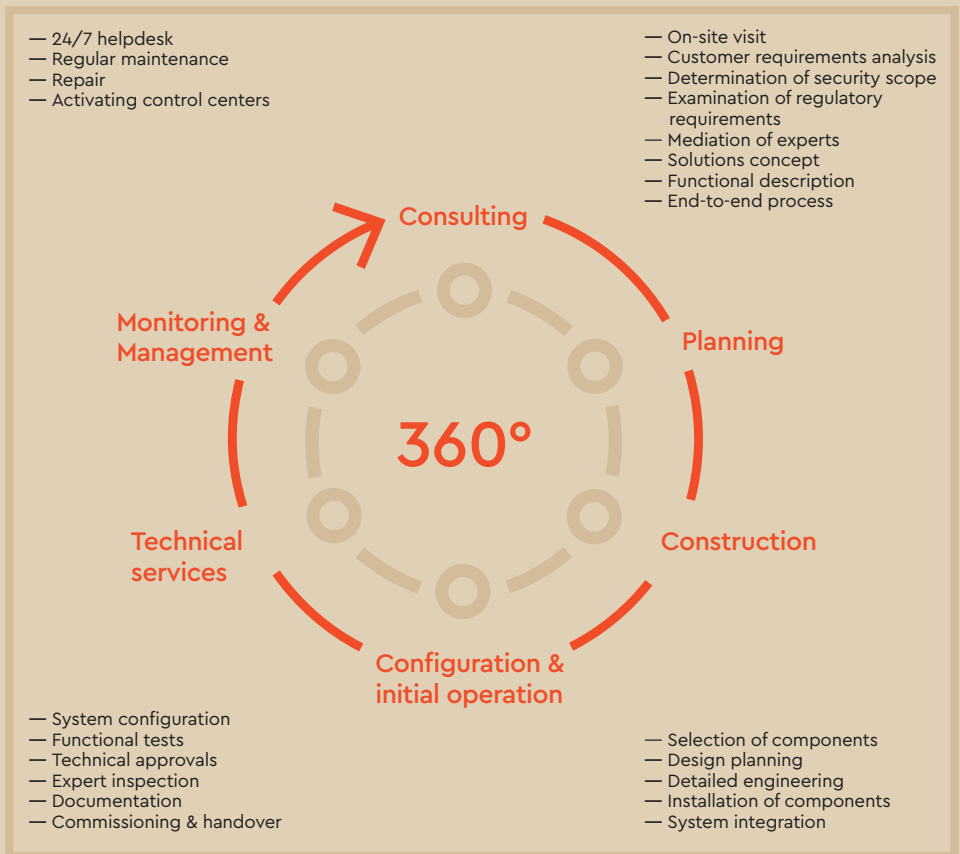 — 24/7 helpdesk
— Regular maintenance
— Repair
— Activating control centers
— On-site visit
— Customer requirements analysis
— Determination of security scope
— Examination of regulatory
requirements
— Mediation of experts
— Solutions concept
— Functional description
— End-to-end process
Consulting
Monitoring &
Management
Planning
360°
Technical
services
Construction
Configuration &
initial operation
— System configuration
— Functional tests
— Technical approvals
— Expert inspection
— Documentation
— Commissioning & handover
— Selection of components
— Design planning
— Detailed engineering
— Installation of components
— System integration